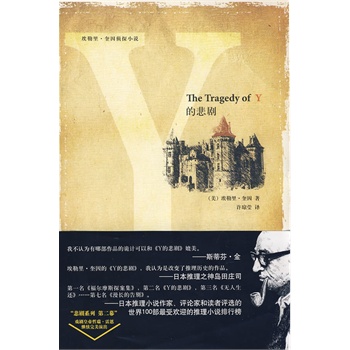 埃勒里·奎因侦探小说
Y
The Tragedy of Y
的悲剧
（美）埃勒里·奎因 著
许琼莹 译
我不认为有哪部作品的诡计可以和《Y的悲剧》媲美。
——斯蒂芬·金
埃勒里·奎因的《Y的悲剧》，我认为是改变了推理历史的作品。
——日本推理之神岛田庄司
第一名《福尔摩斯探案集》、第二名《Y的悲剧》、第三名《无人生
还》……第七名《漫长的告别》。
——日本推理小说作家、评论家和读者评选的
世界100部最受欢迎的推理小说排行榜
“悲剧系列 第二幕”